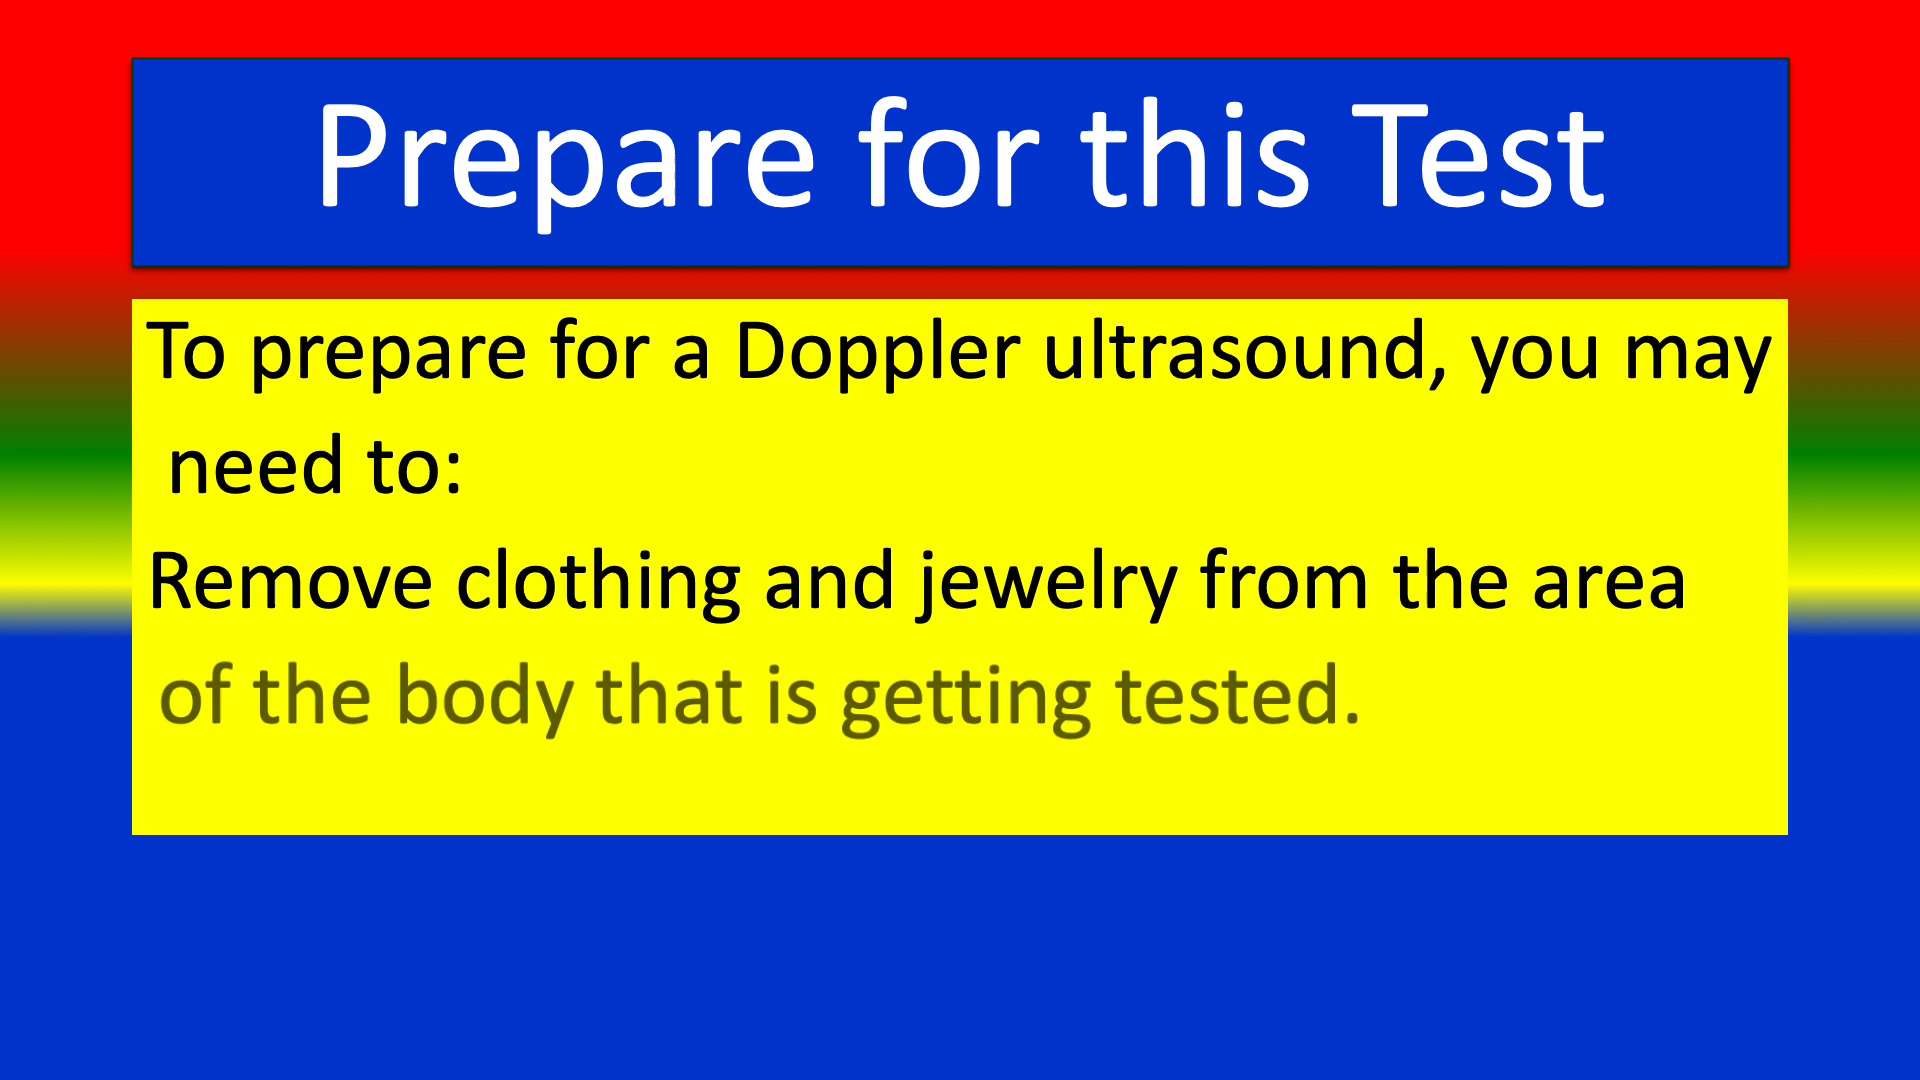 Prepare for this Test
To prepare for a Doppler ultrasound, you may
need to:
Remove clothing and jewelry from the area
of the body that is getting tested.